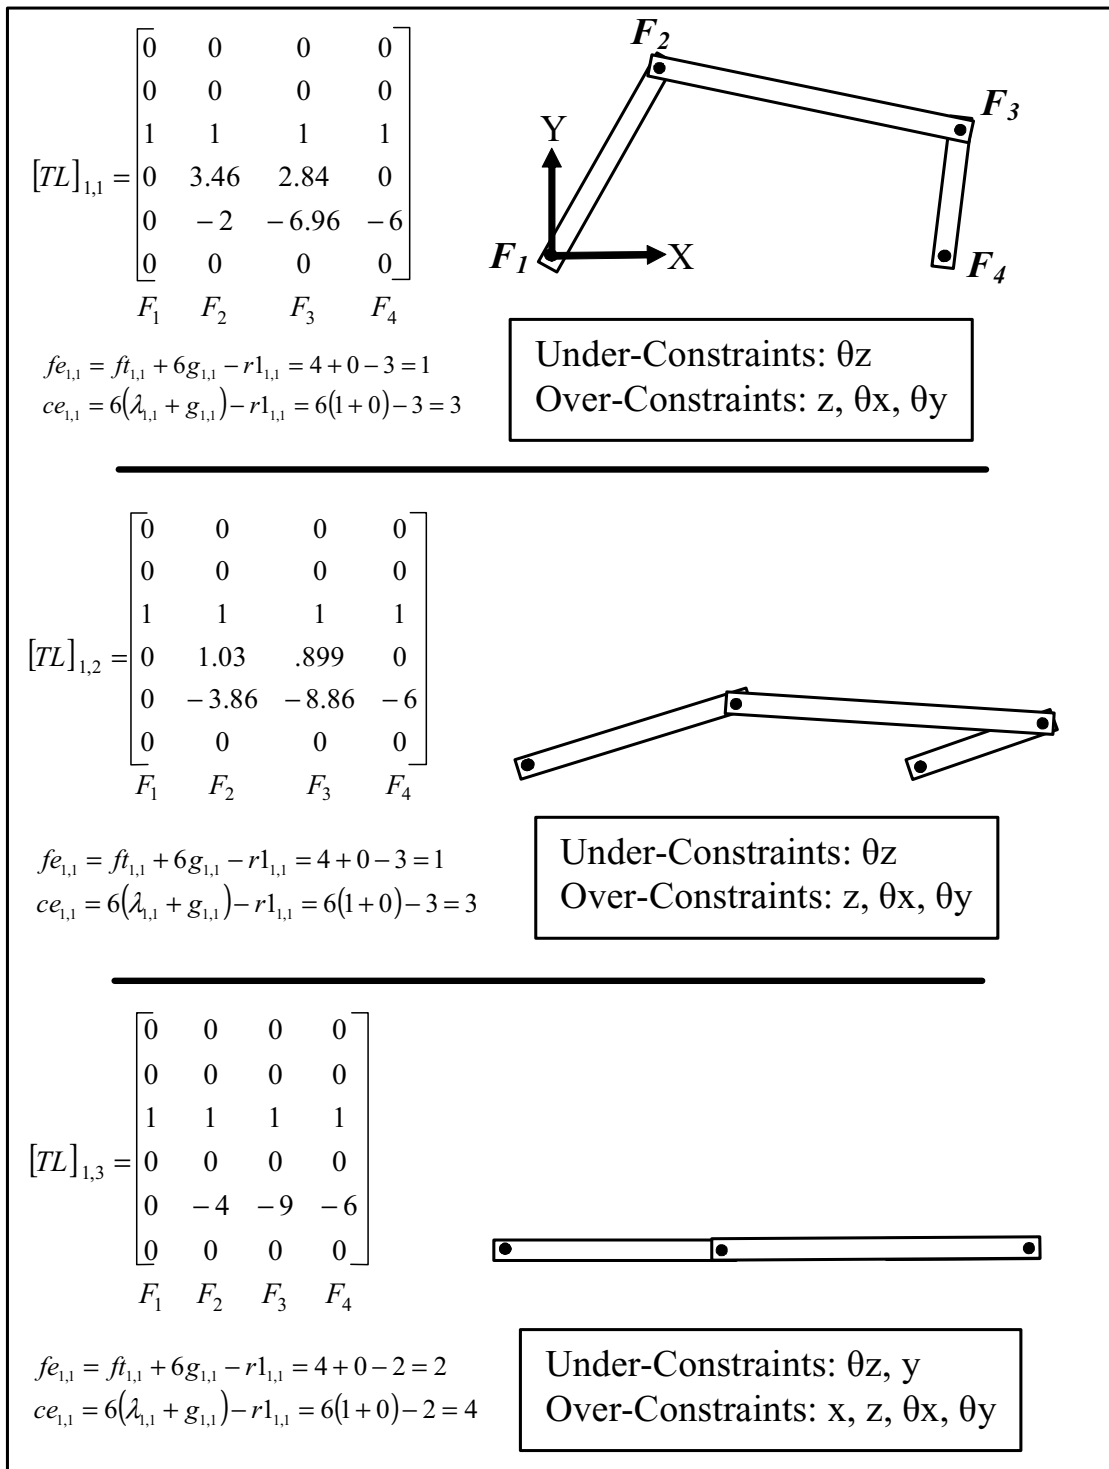 [TL]1,1 =
0 0 0 0
0 0 0 0
1 1 1 1
0 3.46 2.84 0
0 −2 −6.96 −6
0 0 0 0
F1 F2 F3 F4
fe1,1 = ft1,1 + 6g1,1 − r11,1 = 4 + 0 − 3 = 1
ce1,1 = 6(λ1,1 + g1,1) − r11,1 = 6(1 + 0) − 3 = 3
F2
F3
Y
F1
X
F4
Under-Constraints: θz
Over-Constraints: z, θx, θy
[TL]1,2 =
0 0 0 0
0 0 0 0
1 1 1 1
0 1.03 .899 0
0 −3.86 −8.86 −6
0 0 0 0
F1 F2 F3 F4
fe1,1 = ft1,1 + 6g1,1 − r11,1 = 4 + 0 − 3 = 1
ce1,1 = 6(λ1,1 + g1,1) − r11,1 = 6(1 + 0) − 3 = 3
Under-Constraints: θz
Over-Constraints: z, θx, θy
[TL]1,3 =
0 0 0 0
0 0 0 0
1 1 1 1
0 0 0 0
0 −4 −9 −6
0 0 0 0
F1 F2 F3 F4
fe1,1 = ft1,1 + 6g1,1 − r11,1 = 4 + 0 − 2 = 2
ce1,1 = 6(λ1,1 + g1,1) − r11,1 = 6(1 + 0) − 2 = 4
Under-Constraints: θz, y
Over-Constraints: x, z, θx, θy